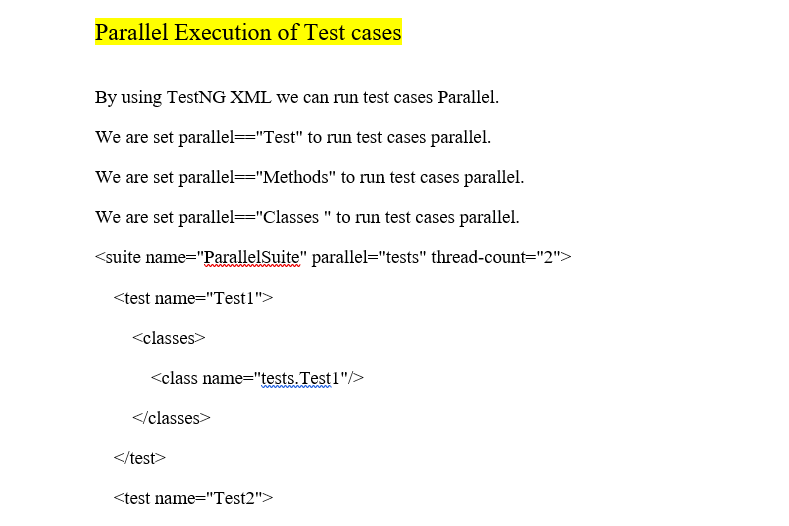 Parallel Execution of Test cases
By using TestNG XML we can run test cases Parallel.
We are set parallel=="Test" to run test cases parallel.
We are set parallel=="Methods" to run test cases parallel.
We are set parallel=="Classes " to run test cases parallel.
<suite name="ParallelSuite" parallel="tests" thread-count="2">
<test name="Test1">
<classes>
<class name="tests.Test1"/>
</classes>
</test>
<test name="Test2">